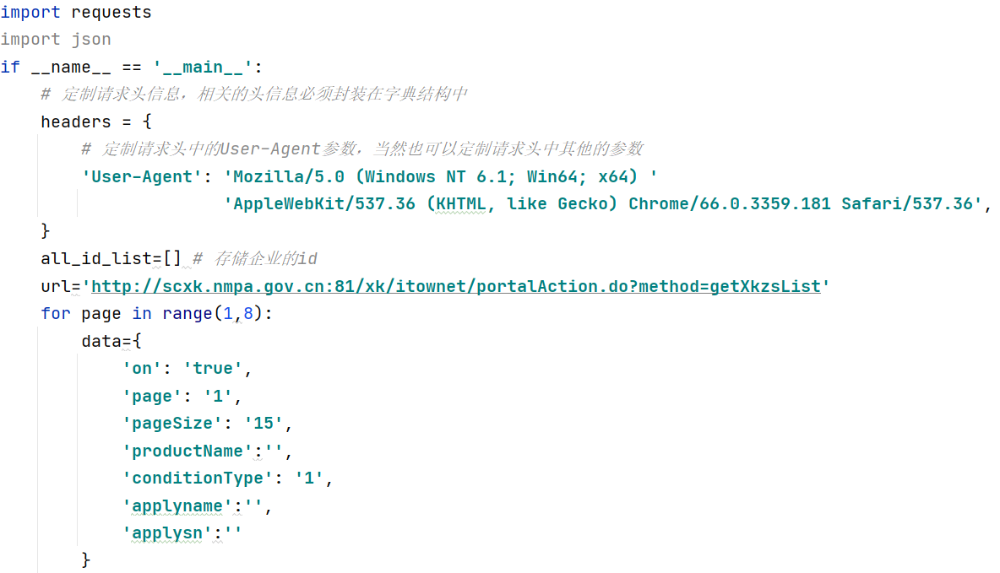 import requests
import json
if __name__ == '__main__':
    # 定制请求头信息，相关的头信息必须封装在字典结构中
    headers = {
        # 定制请求头中的User-Agent参数，当然也可以定制请求头中其他的参数
        'User-Agent': 'Mozilla/5.0 (Windows NT 6.1; Win64; x64) '
                      'AppleWebKit/537.36 (KHTML, like Gecko) Chrome/66.0.3359.181 Safari/537.36',
    }
    all_id_list=[] # 存储企业的id
    url='http://scxk.nmpa.gov.cn:81/xk/itownet/portalAction.do?method=getXkzsList'
    for page in range(1,8):
        data={
            'on': 'true',
            'page': '1',
            'pageSize': '15',
            'productName':'',
            'conditionType': '1',
            'applyname':'',
            'applysn':''
        }